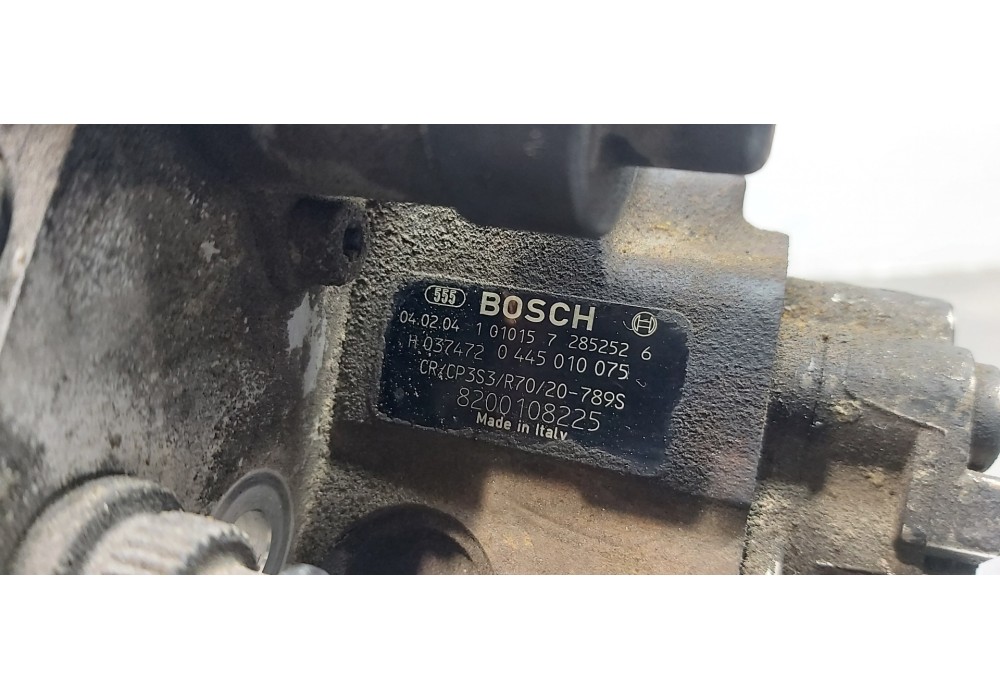 555 BOSCH
04.02.04 1 01015 7 285252 6
H 037472 0 445 010 075
CR/CP3S3/R70/20-789S
8200108225
Made in Italy